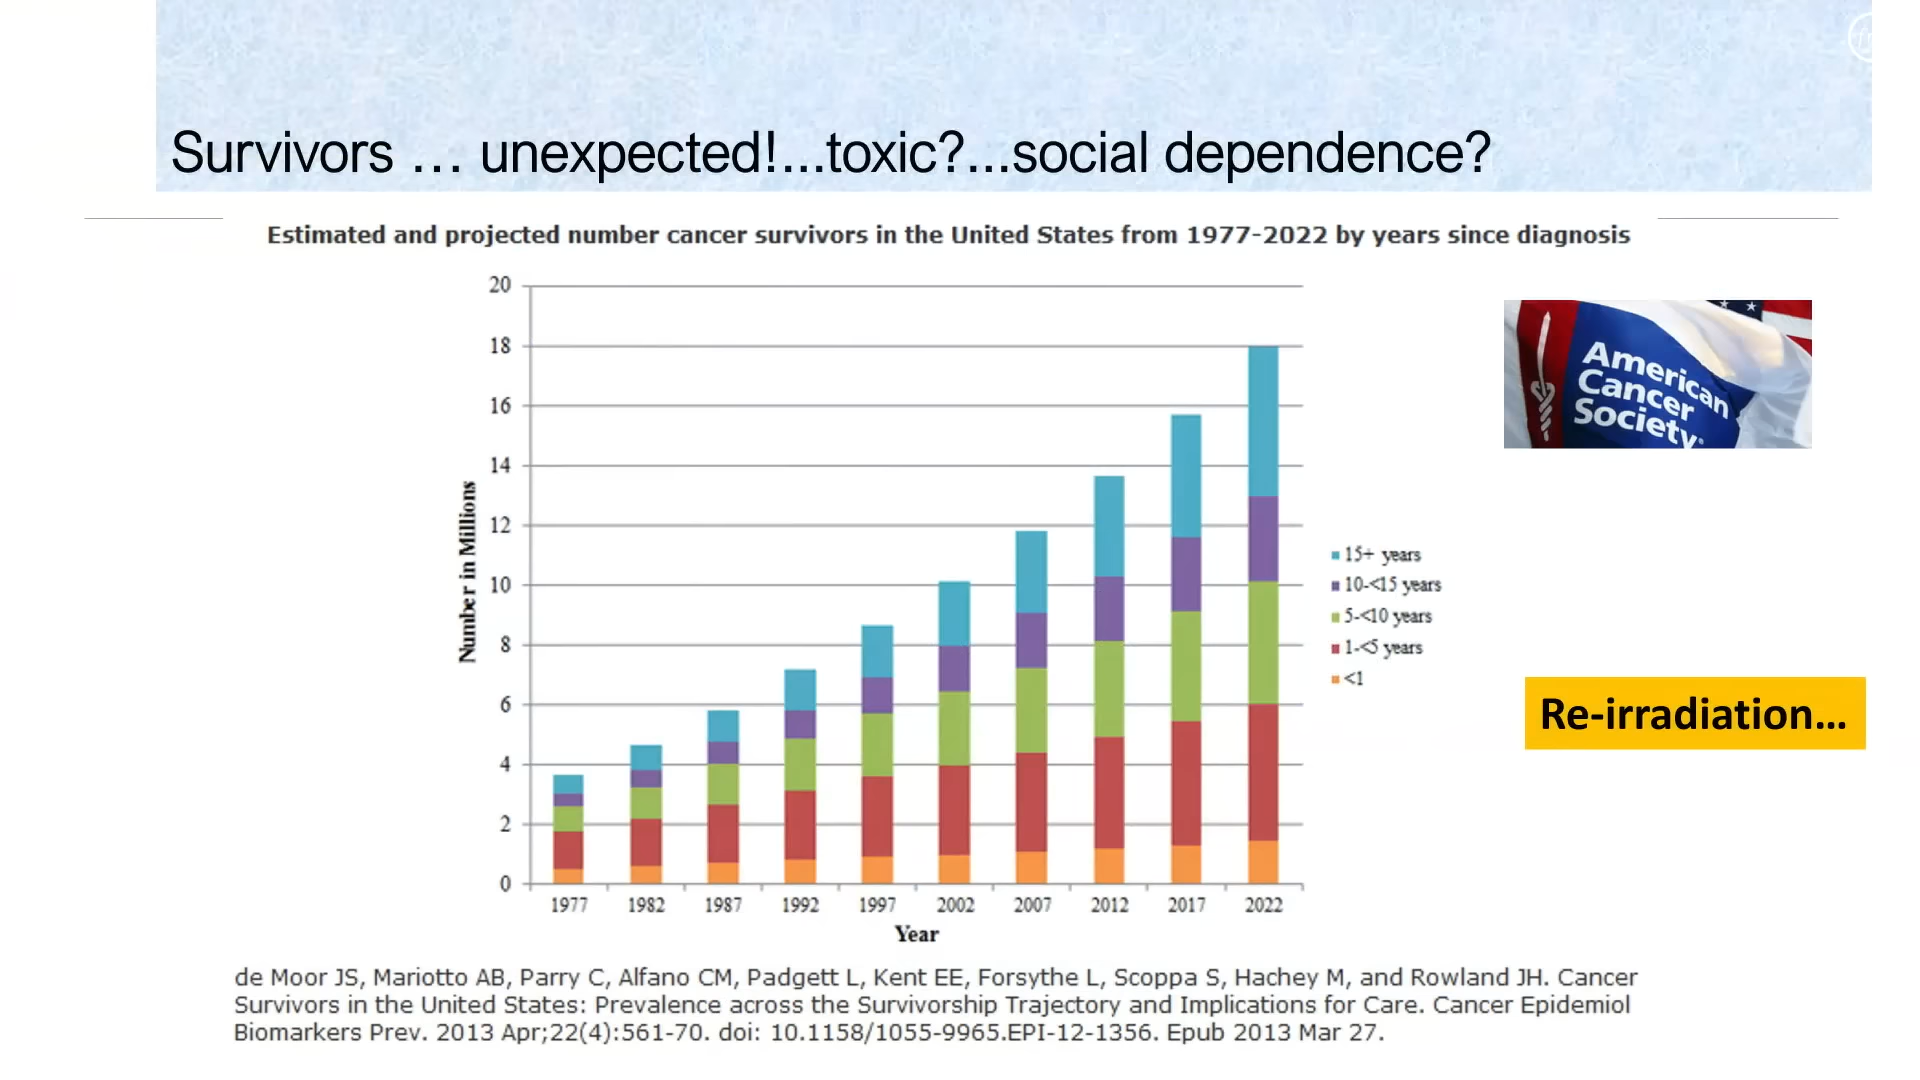 Survivors … unexpected!...toxic?...social dependence?
Estimated and projected number cancer survivors in the United States from 1977-2022 by years since diagnosis
20
18
16
14
12
10
8
6
4
2
0
Number in Millions
1977 1982 1987 1992 1997 2002 2007 2012 2017 2022
Year
15+ years
10-<15 years
5-<10 years
1-<5 years
<1
American
Cancer
Society®
Re-irradiation...
de Moor JS, Mariotto AB, Parry C, Alfano CM, Padgett L, Kent EE, Forsythe L, Scoppa S, Hachey M, and Rowland JH. Cancer
Survivors in the United States: Prevalence across the Survivorship Trajectory and Implications for Care. Cancer Epidemiol
Biomarkers Prev. 2013 Apr;22(4):561-70. doi: 10.1158/1055-9965.EPI-12-1356. Epub 2013 Mar 27.